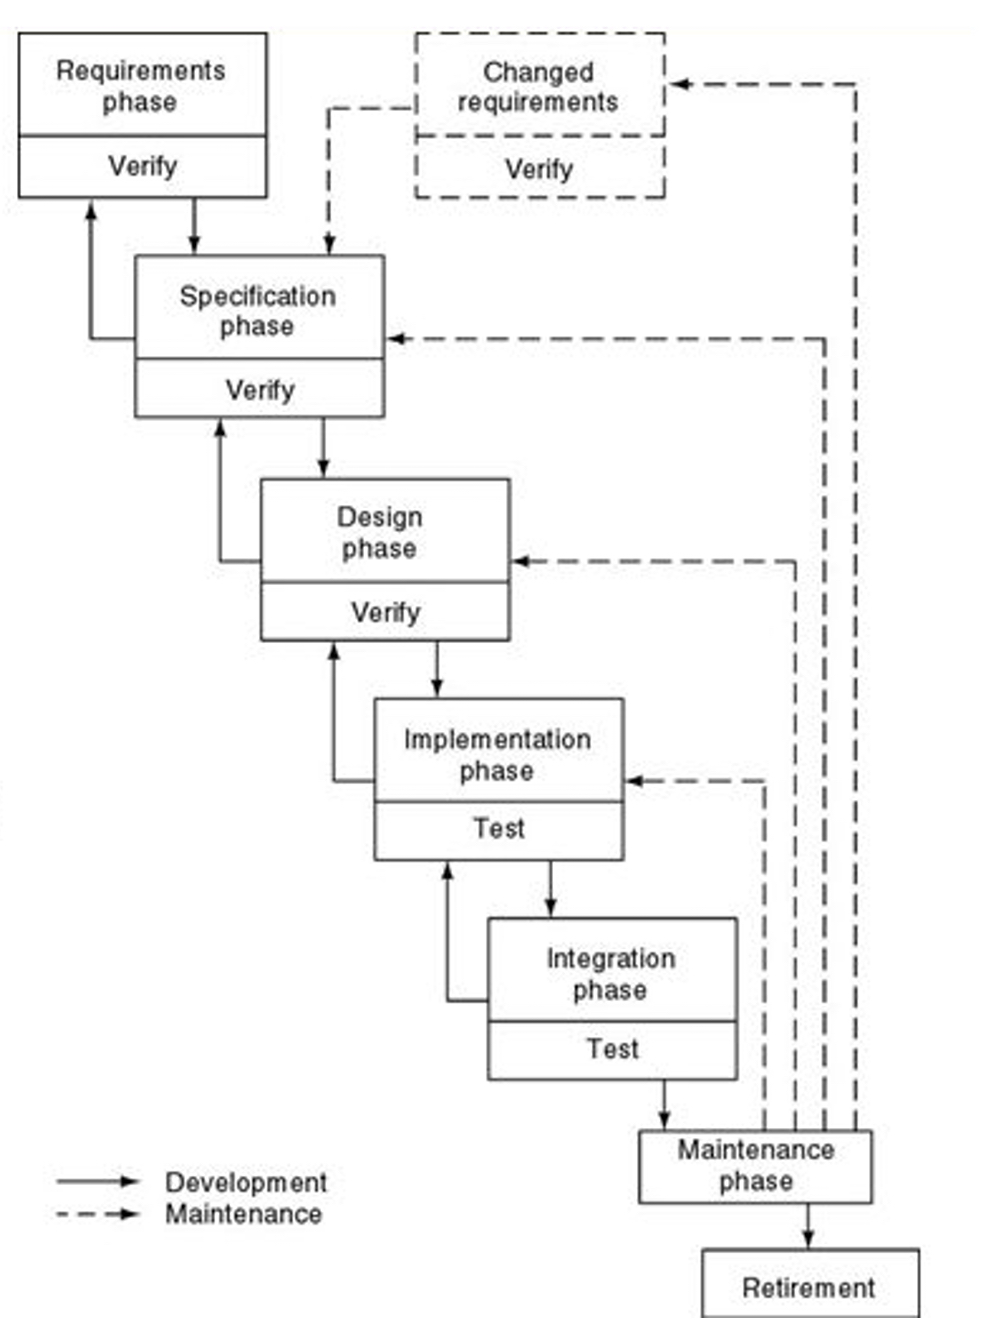 Requirements
phase
Verify
Changed
requirements
Verify
Specification
phase
Verify
Design
phase
Verify
Implementation
phase
Test
Integration
phase
Test
Maintenance
phase
Retirement
Development
Maintenance